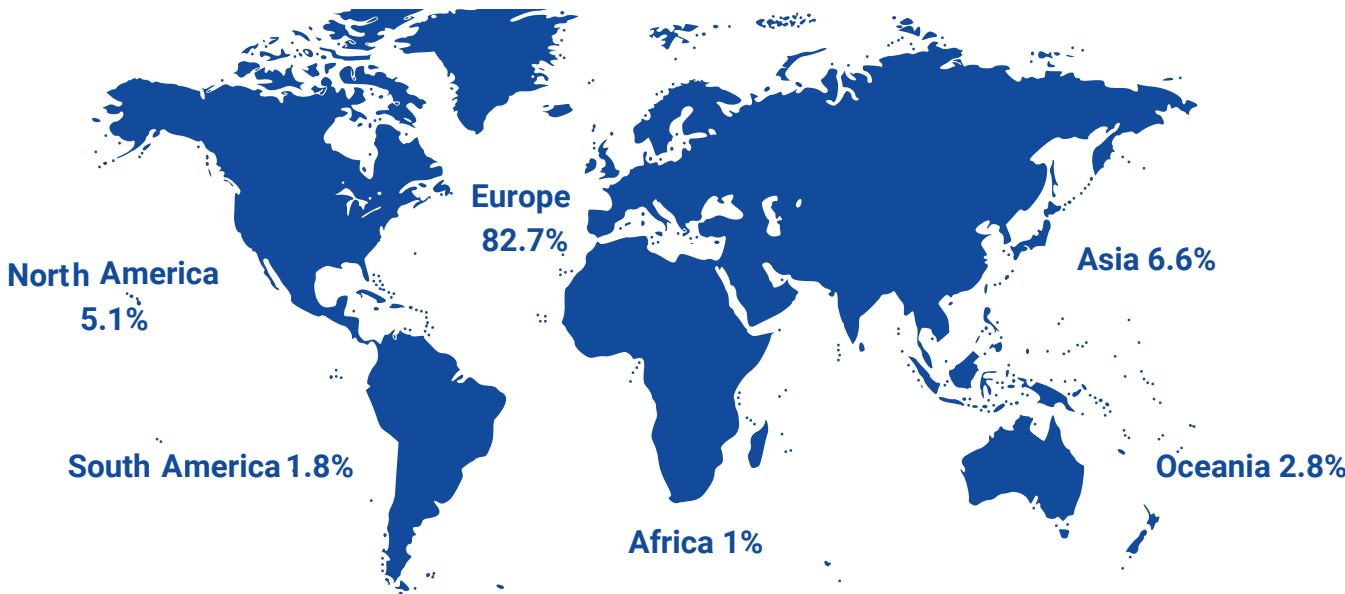 Europe
82.7%
North America
5.1%
Asia 6.6%
South America 1.8%
Oceania 2.8%
Africa 1%